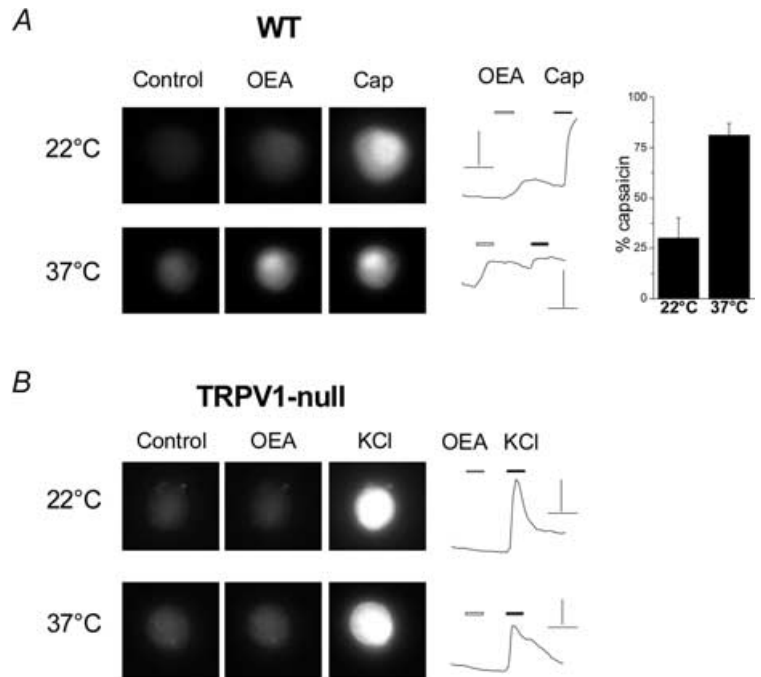 A
WT
Control OEA Cap
OEA Cap
22°C
37°C
100
75
50
25
0
% capsaicin
22°C 37°C
B
TRPV1-null
Control OEA KCl
OEA KCl
22°C
37°C